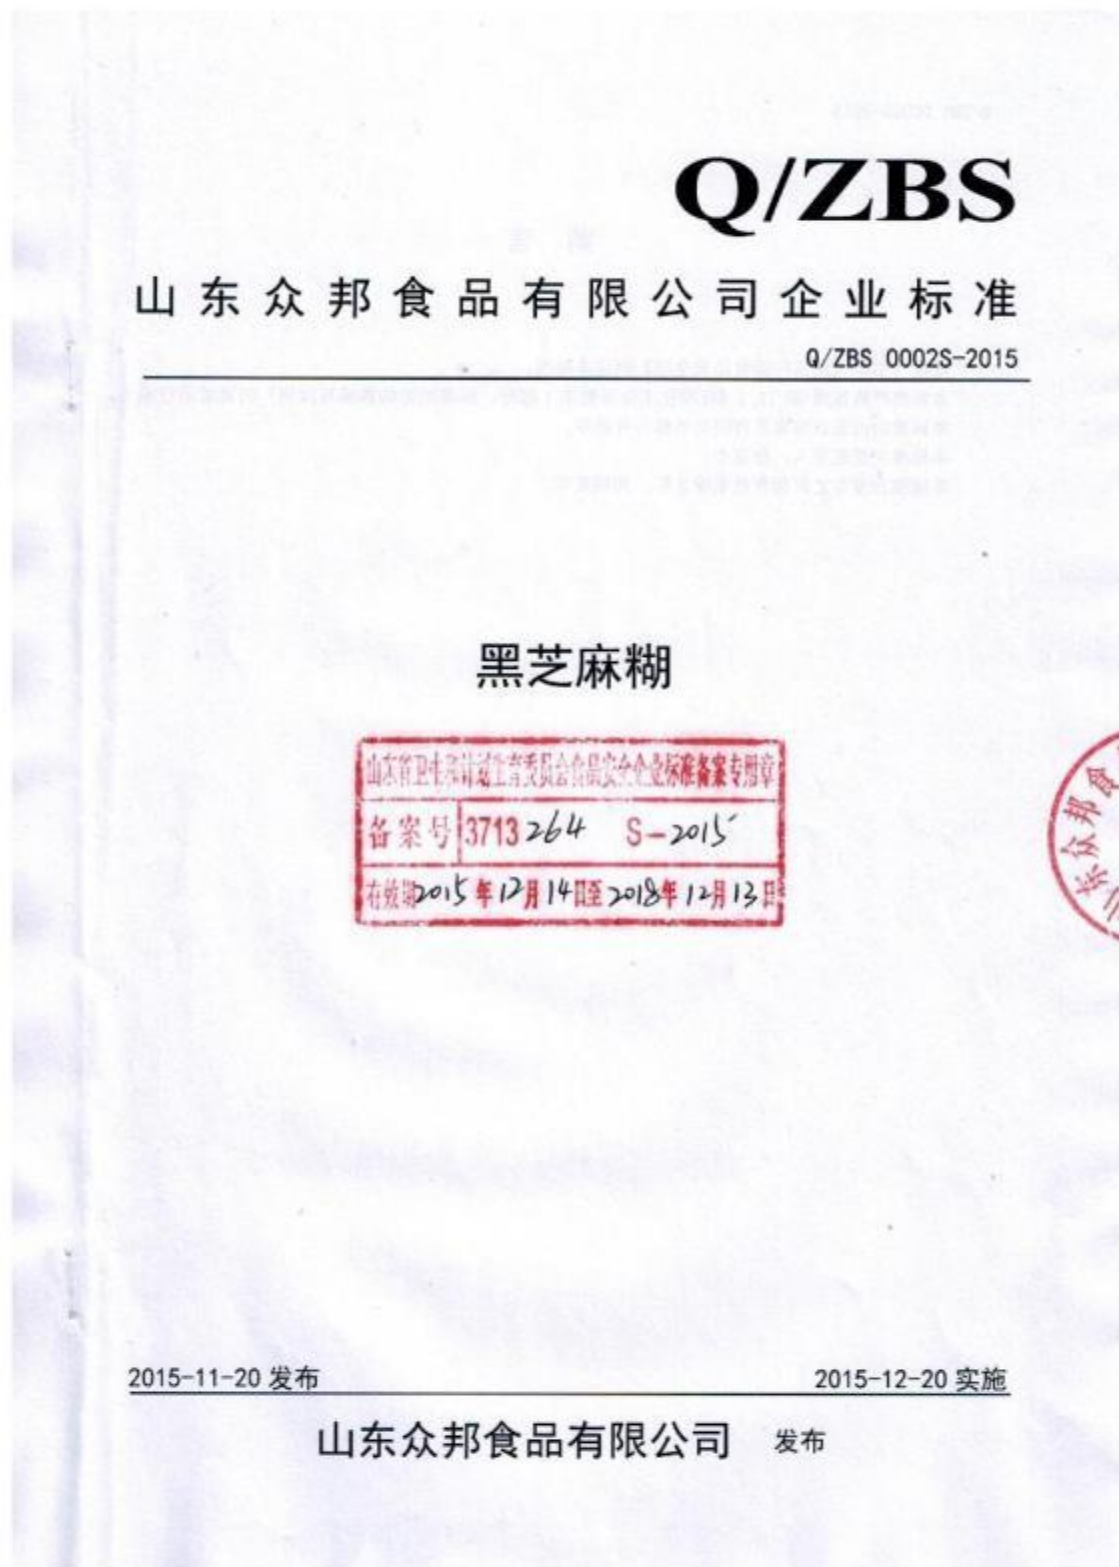 Q/ZBS
山东众邦食品有限公司企业标准
Q/ZBS 0002S-2015
黑芝麻糊
山东省卫生和计划生育委员会食品安全企业标准备案专用章
备案号 3713264 S-2015
有效期2015年12月14日至2018年12月13日
山东众邦食
2015-11-20 发布
2015-12-20 实施
山东众邦食品有限公司 发布